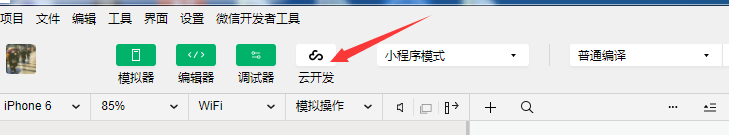 项目 文件 编辑 工具 界面 设置 微信开发者工具
模拟器 编辑器 调试器 云开发 小程序模式 普通编译
iPhone 6 85% WiFi 模拟操作